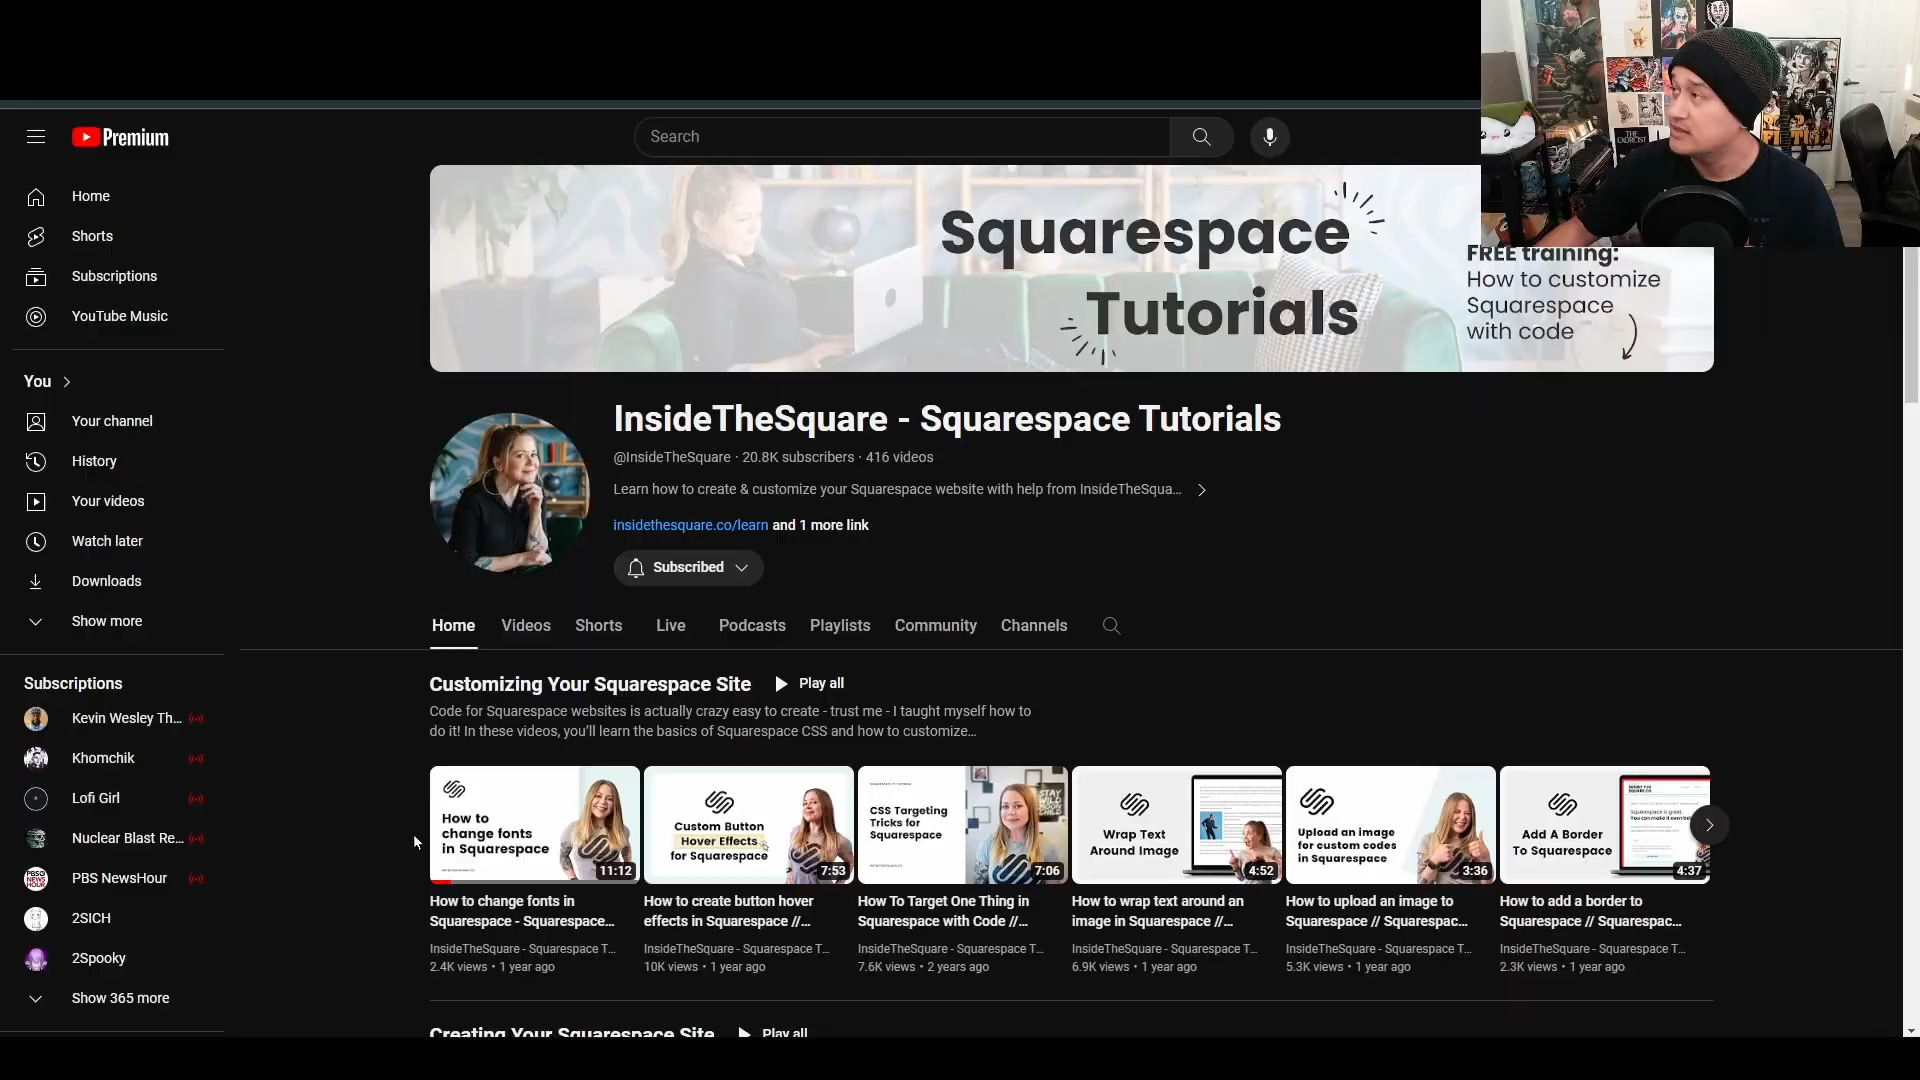 Premium
Search
Home
Shorts
Subscriptions
YouTube Music
You
Your channel
History
Your videos
Watch later
Downloads
Show more
Subscriptions
Kevin Wesley Th...
Khomchik
Lofi Girl
Nuclear Blast Re...
PBS NewsHour
2SICH
2Spooky
Show 365 more
THE
EXORCIST
Squarespace
Tutorials
FREE training:
How to customize
Squarespace
with code
InsideTheSquare - Squarespace Tutorials
@InsideTheSquare · 20.8K subscribers · 416 videos
Learn how to create & customize your Squarespace website with help from InsideTheSqua...
insidethesquare.co/learn and 1 more link
Subscribed
Home Videos Shorts Live Podcasts Playlists Community Channels
Customizing Your Squarespace Site Play all
Code for Squarespace websites is actually crazy easy to create - trust me - I taught myself how to
do it! In these videos, you'll learn the basics of Squarespace CSS and how to customize...
How to
change fonts
in Squarespace
11:12
How to change fonts in
Squarespace - Squarespace...
InsideTheSquare - Squarespace T...
2.4K views • 1 year ago
Custom Button
Hover Effects
for Squarespace
7:53
How to create button hover
effects in Squarespace //...
InsideTheSquare - Squarespace T...
10K views • 1 year ago
CSS Targeting
Tricks for
Squarespace
STAY
WILD
MOON
CHILD
7:06
How To Target One Thing in
Squarespace with Code //...
InsideTheSquare - Squarespace T...
7.6K views • 2 years ago
Wrap Text
Around Image
4:52
How to wrap text around an
image in Squarespace //...
InsideTheSquare - Squarespace T...
6.9K views • 1 year ago
Upload an image
for custom codes
in Squarespace
3:36
How to upload an image to
Squarespace // Squarespac...
InsideTheSquare - Squarespace T...
5.3K views • 1 year ago
Add A Border
To Squarespace
4:37
How to add a border to
Squarespace // Squarespac...
InsideTheSquare - Squarespace T...
2.3K views • 1 year ago
Creating Your Squarespace Site Play all